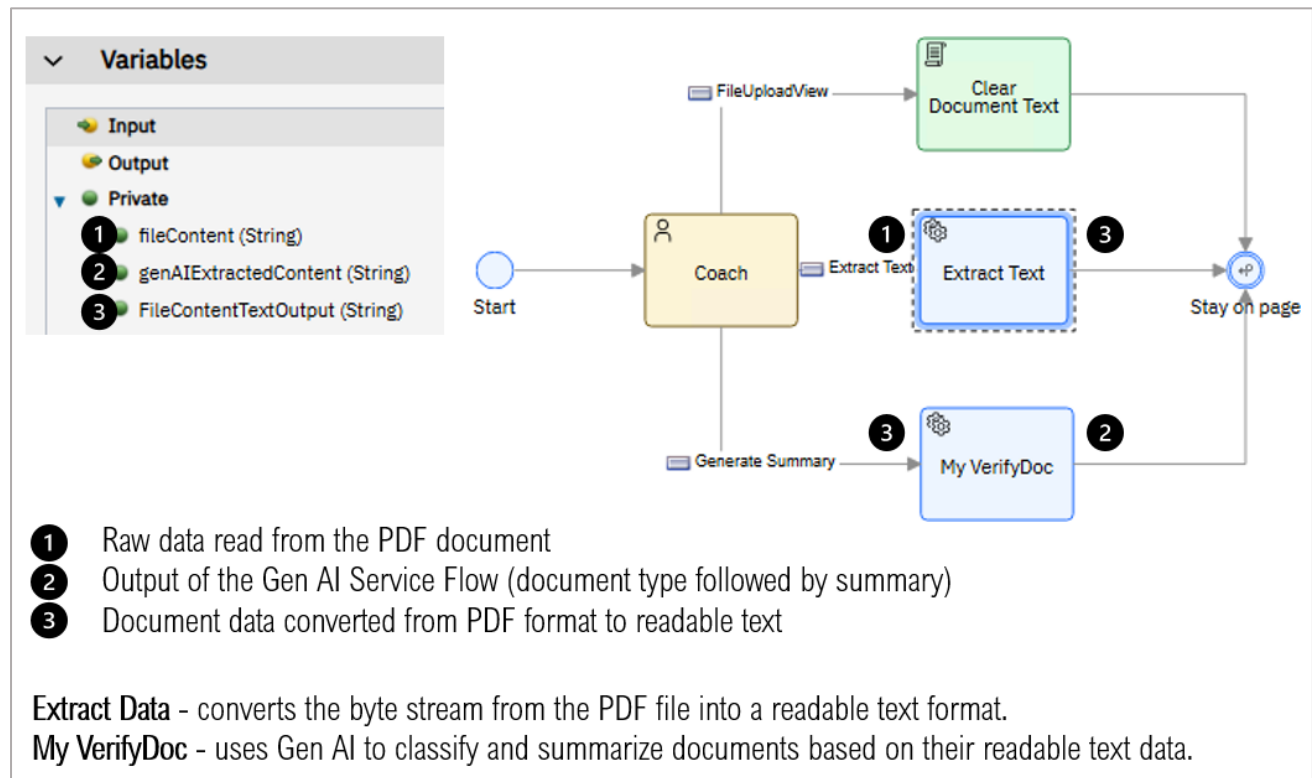 Variables
Input
Output
Private
1 fileContent (String)
2 genAIExtractedContent (String)
3 FileContentTextOutput (String)
FileUploadView
Clear
Document Text
Start
Coach
1
Extract Text
Extract Text
3
Stay on page
Generate Summary
3
My VerifyDoc
2
1 Raw data read from the PDF document
2 Output of the Gen AI Service Flow (document type followed by summary)
3 Document data converted from PDF format to readable text
Extract Data - converts the byte stream from the PDF file into a readable text format.
My VerifyDoc - uses Gen AI to classify and summarize documents based on their readable text data.